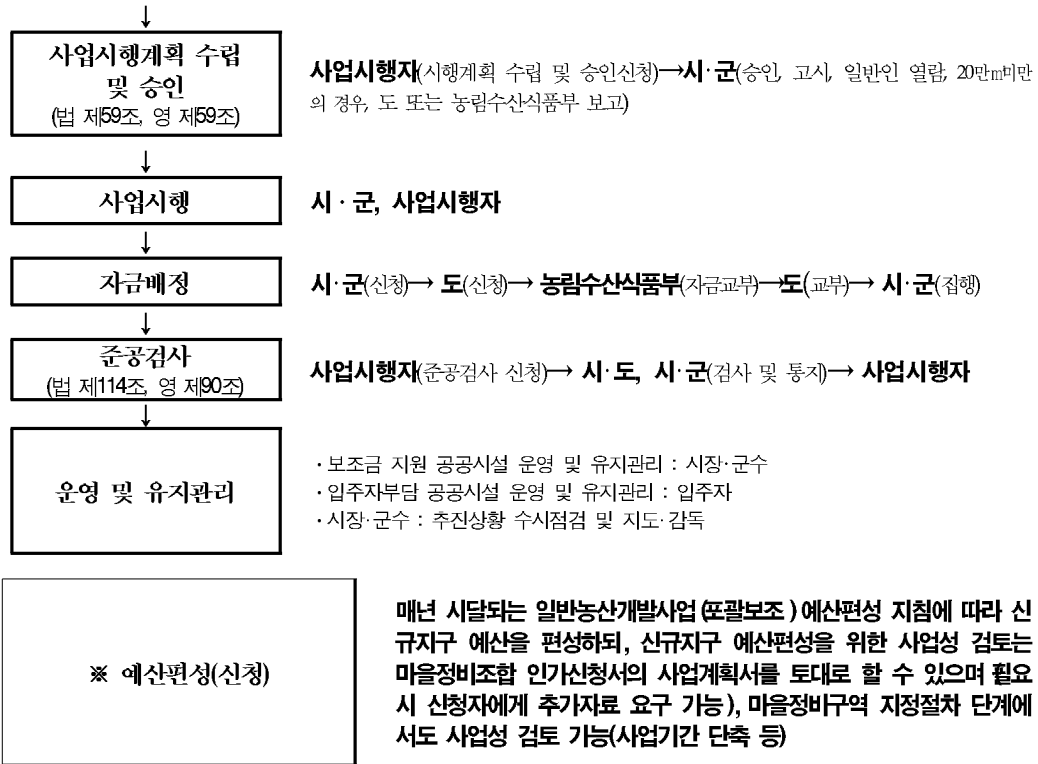 사업시행계획 수립
및 승인
(법 제59조, 영 제59조)
사업시행자(시행계획 수립 및 승인신청)→시·군(승인, 고시, 일반인 열람, 20만㎡미만
의 경우, 도 또는 농림수산식품부 보고)
사업시행
시·군, 사업시행자
자금배정
시·군(신청)→ 도(신청)→ 농림수산식품부(자금교부)→도(교부)→ 시·군(집행)
준공검사
(법 제114조, 영 제90조)
사업시행자(준공검사 신청)→ 시·도, 시·군(검사 및 통지)→ 사업시행자
운영 및 유지관리
·보조금 지원 공공시설 운영 및 유지관리 : 시장·군수
·입주자부담 공공시설 운영 및 유지관리 : 입주자
·시장·군수 : 추진상황 수시점검 및 지도·감독
※ 예산편성(신청)
매년 시달되는 일반농산개발사업(포괄보조)예산편성 지침에 따라 신
규지구 예산을 편성하되, 신규지구 예산편성을 위한 사업성 검토는
마을정비조합 인가신청서의 사업계획서를 토대로 할 수 있으며 필요
시 신청자에게 추가자료 요구 가능), 마을정비구역 지정절차 단계에
서도 사업성 검토 가능(사업기간 단축 등)